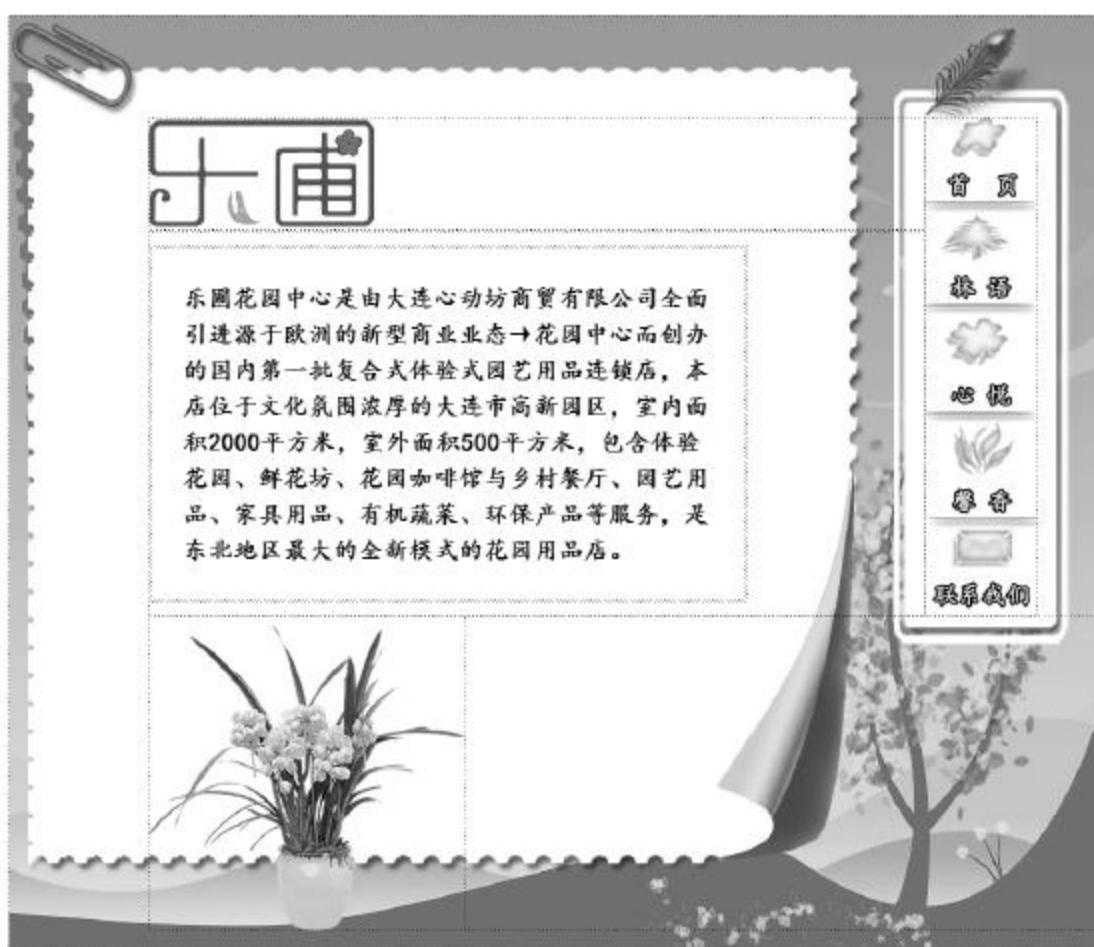 乐圃
乐圃花园中心是由大连心动坊商贸有限公司全面
引进源于欧洲的新型商业业态→花园中心而创办
的国内第一批复合式体验式园艺用品连锁店，本
店位于文化氛围浓厚的大连市高新园区，室内面
积2000平方米，室外面积500平方米，包含体验
花园、鲜花坊、花园咖啡馆与乡村餐厅、园艺用
品、家具用品、有机蔬菜、环保产品等服务，是
东北地区最大的全新模式的花园用品店。
首 页
林 语
心 悦
馨 香
联系我们